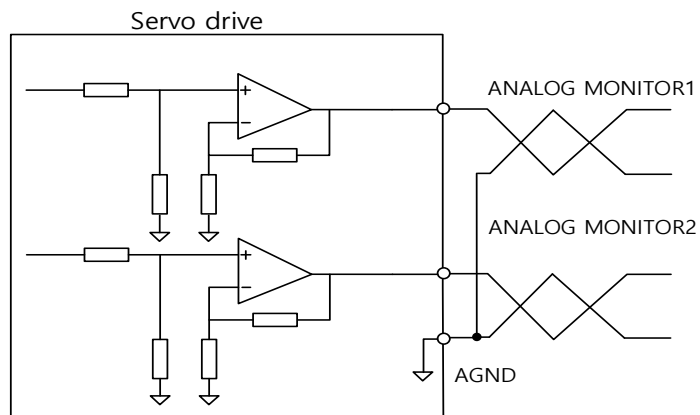 Servo drive
ANALOG MONITOR1
+
−
ANALOG MONITOR2
+
−
AGND